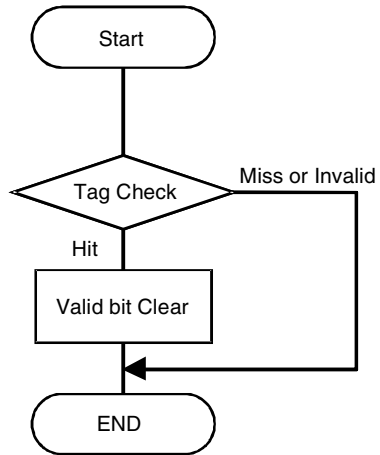 Start
Tag Check
Miss or Invalid
Hit
Valid bit Clear
END